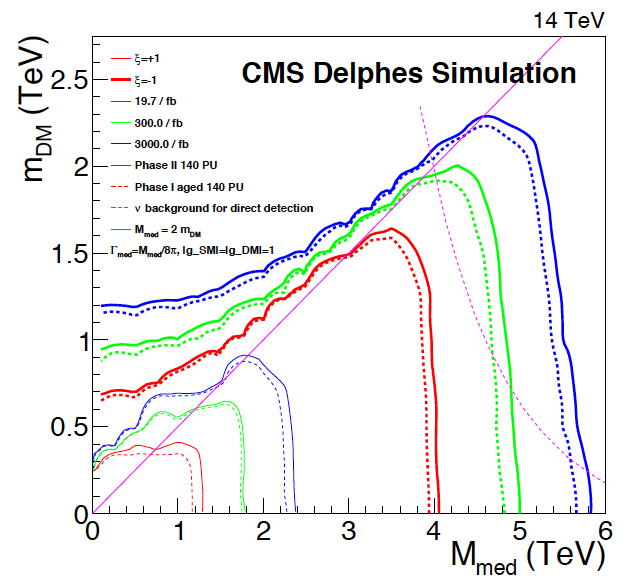 14 TeV
CMS Delphes Simulation
ξ=+1
ξ=-1
19.7 / fb
300.0 / fb
3000.0 / fb
Phase II 140 PU
Phase I aged 140 PU
ν background for direct detection
M_med = 2 m_DM
Γ_med=M_med/8π, lg_SMl=lg_DMl=1
m_DM (TeV)
2.5
2
1.5
1
0.5
0
0 1 2 3 4 5 6
M_med (TeV)